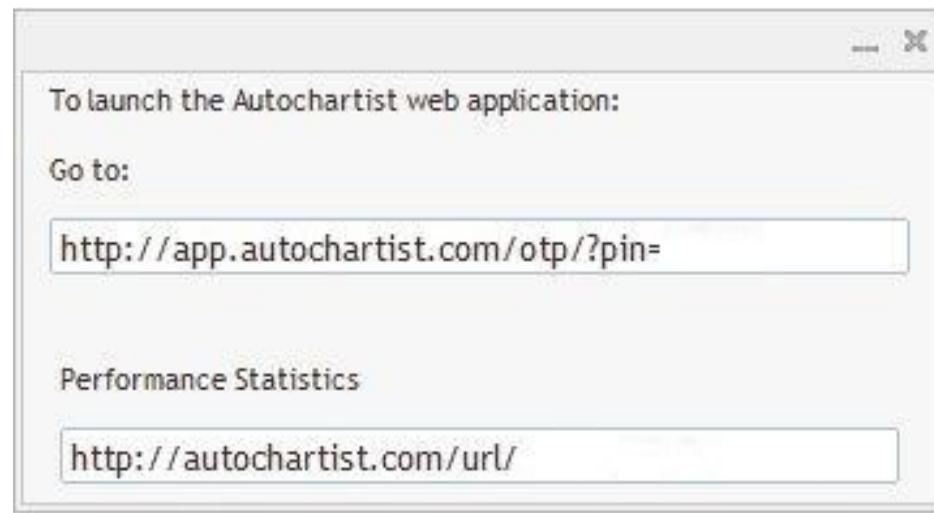 To launch the Autochartist web application:
Go to:
http://app.autochartist.com/otp/?pin=
Performance Statistics
http://autochartist.com/url/